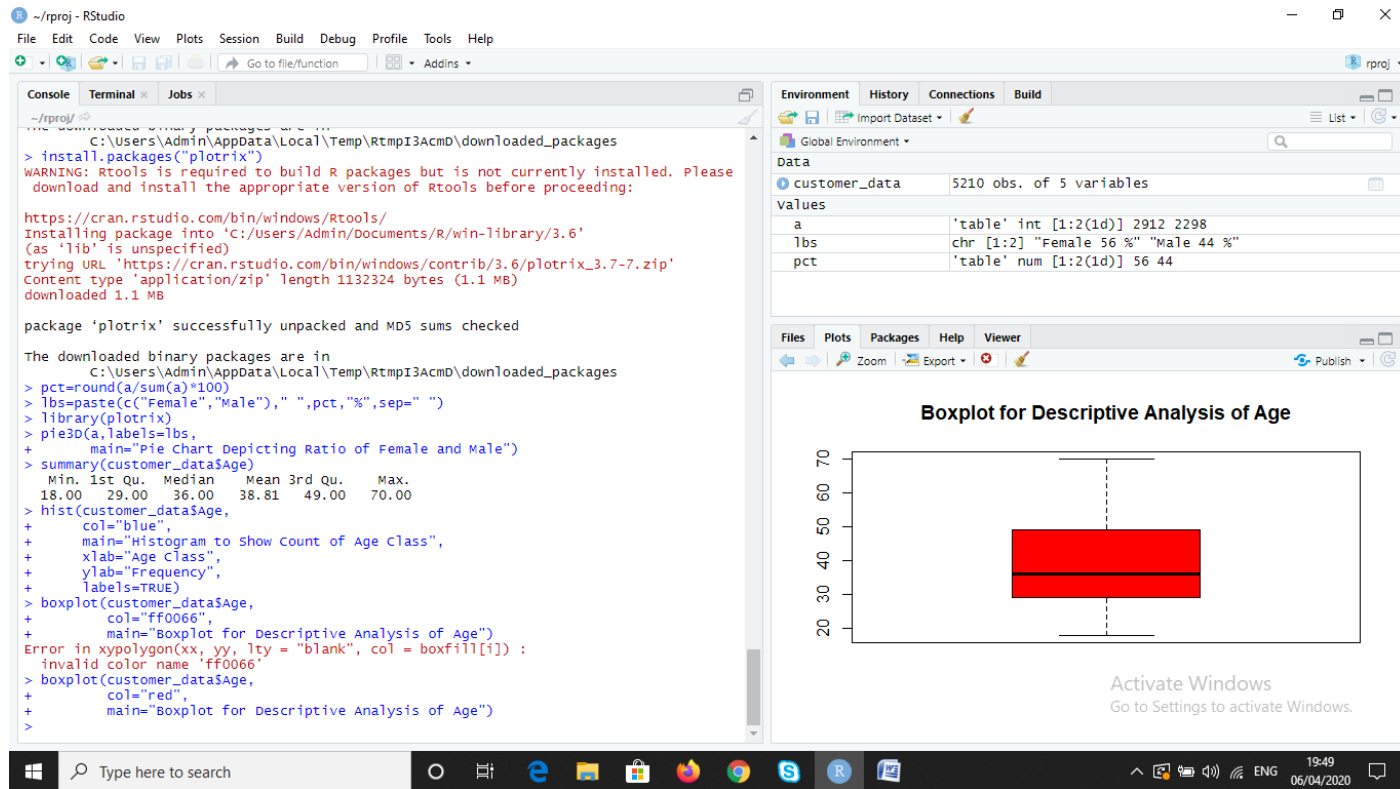 ~/rproj - RStudio
File Edit Code View Plots Session Build Debug Profile Tools Help
Go to file/function
Addins
rproj
Console Terminal Jobs
~/rproj/
The downloaded binary packages are in
C:\Users\Admin\AppData\Local\Temp\RtmpI3AcmD\downloaded_packages
> install.packages("plotrix")
WARNING: Rtools is required to build R packages but is not currently installed. Please
download and install the appropriate version of Rtools before proceeding:
https://cran.rstudio.com/bin/windows/Rtools/
Installing package into ‘C:/Users/Admin/Documents/R/win-library/3.6’
(as ‘lib’ is unspecified)
trying URL 'https://cran.rstudio.com/bin/windows/contrib/3.6/plotrix_3.7-7.zip'
Content type 'application/zip' length 1132324 bytes (1.1 MB)
downloaded 1.1 MB
package ‘plotrix’ successfully unpacked and MD5 sums checked
The downloaded binary packages are in
C:\Users\Admin\AppData\Local\Temp\RtmpI3AcmD\downloaded_packages
> pct=round(a/sum(a)*100)
> lbs=paste(c("Female","Male")," ",pct,"%",sep=" ")
> library(plotrix)
> pie3D(a,labels=lbs,
+ main="Pie Chart Depicting Ratio of Female and Male")
> summary(customer_data$Age)
Min. 1st Qu. Median Mean 3rd Qu. Max.
18.00 29.00 36.00 38.81 49.00 70.00
> hist(customer_data$Age,
+ col="blue",
+ main="Histogram to Show Count of Age Class",
+ xlab="Age Class",
+ ylab="Frequency",
+ labels=TRUE)
> boxplot(customer_data$Age,
+ col="ff0066",
+ main="Boxplot for Descriptive Analysis of Age")
Error in xypolygon(xx, yy, lty = "blank", col = boxfill[i]) :
invalid color name 'ff0066'
> boxplot(customer_data$Age,
+ col="red",
+ main="Boxplot for Descriptive Analysis of Age")
>
Environment History Connections Build
Import Dataset
List
Global Environment
Data
customer_data 5210 obs. of 5 variables
Values
a 'table' int [1:2(1d)] 2912 2298
lbs chr [1:2] "Female 56 %" "Male 44 %"
pct 'table' num [1:2(1d)] 56 44
Files Plots Packages Help Viewer
Zoom Export Publish
Boxplot for Descriptive Analysis of Age
70
60
50
40
30
20
Activate Windows
Go to Settings to activate Windows.
Type here to search
ENG
19:49
06/04/2020